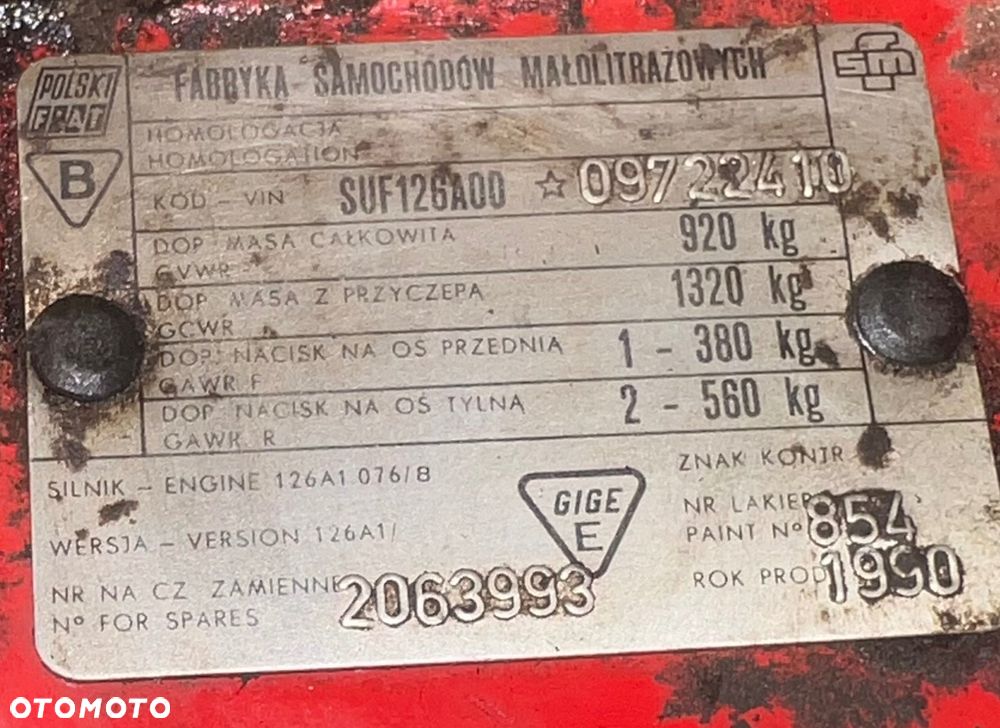 POLSKI
FIAT
FABRYKA SAMOCHODÓW MAŁOLITRAŻOWYCH
FSM
HOMOLOGACJA
HOMOLOGATION
B
KOD - VIN SUF126A00 ☆09722410
DOP MASA CAŁKOWITA 920 kg
GVWR
DOP MASA Z PRZYCZEPĄ 1320 kg
GCWR
DOP. NACISK NA OŚ PRZEDNIĄ 1 - 380 kg
GAWR F
DOP. NACISK NA OŚ TYLNĄ 2 - 560 kg
GAWR R
SILNIK - ENGINE 126A1 076/8
GIGE
E
ZNAK KONTR
WERSJA - VERSION 126A1/
NR LAKIER
PAINT Nº 854
NR NA CZ ZAMIENNE 2063993
Nº FOR SPARES
ROK PROD 1990
OTOMOTO